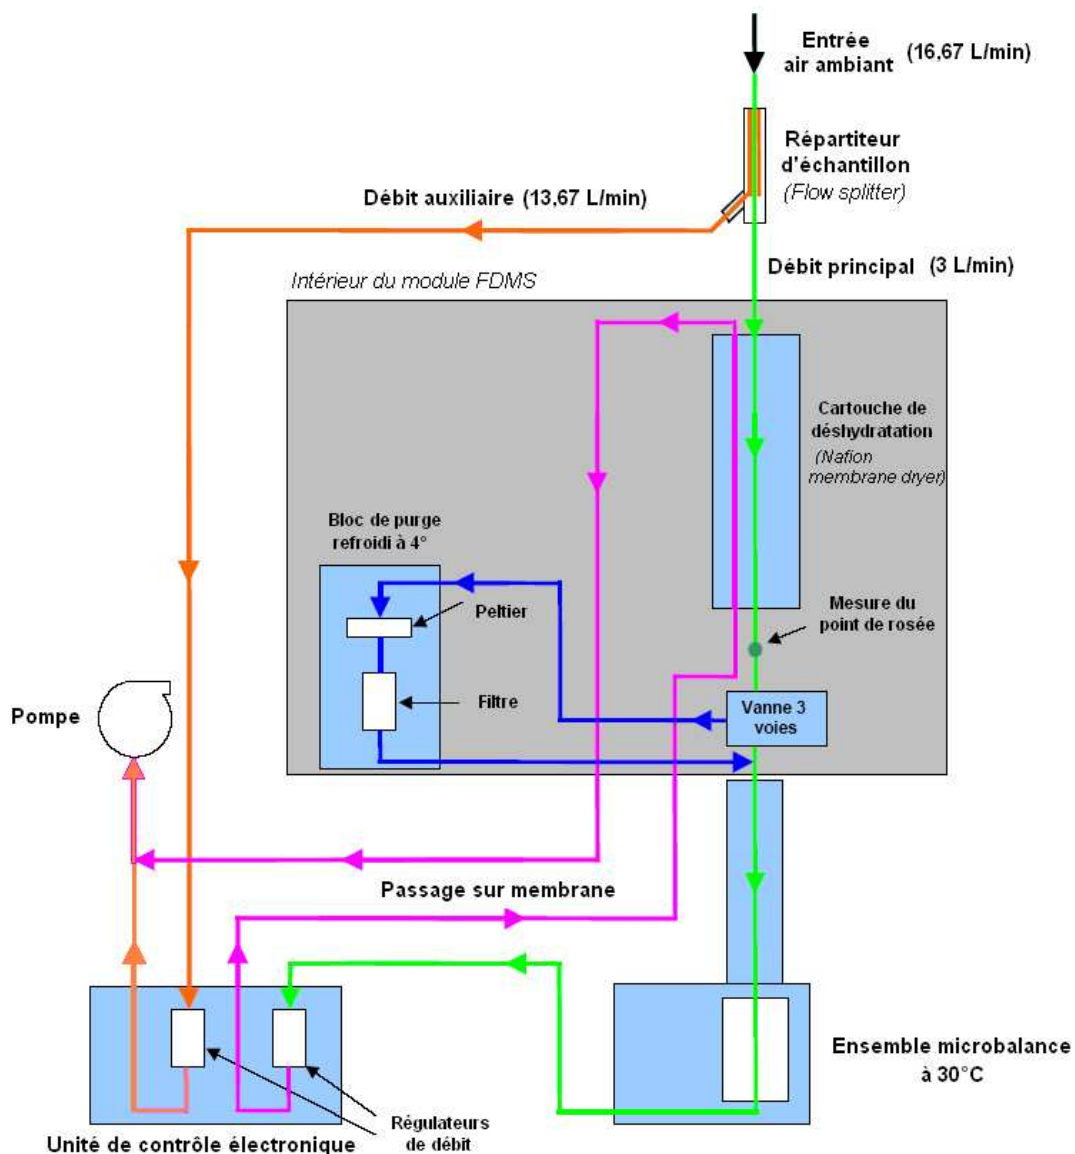 Entrée
air ambiant
(16,67 L/min)
Répartiteur
d'échantillon
(Flow splitter)
Débit auxiliaire (13,67 L/min)
Débit principal (3 L/min)
Intérieur du module FDMS
Cartouche de
déshydratation
(Nafion
membrane dryer)
Bloc de purge
refroidi à 4°
Peltier
Mesure du
point de rosée
Filtre
Vanne 3
voies
Pompe
Passage sur membrane
Ensemble microbalance
à 30°C
Régulateurs
de débit
Unité de contrôle électronique